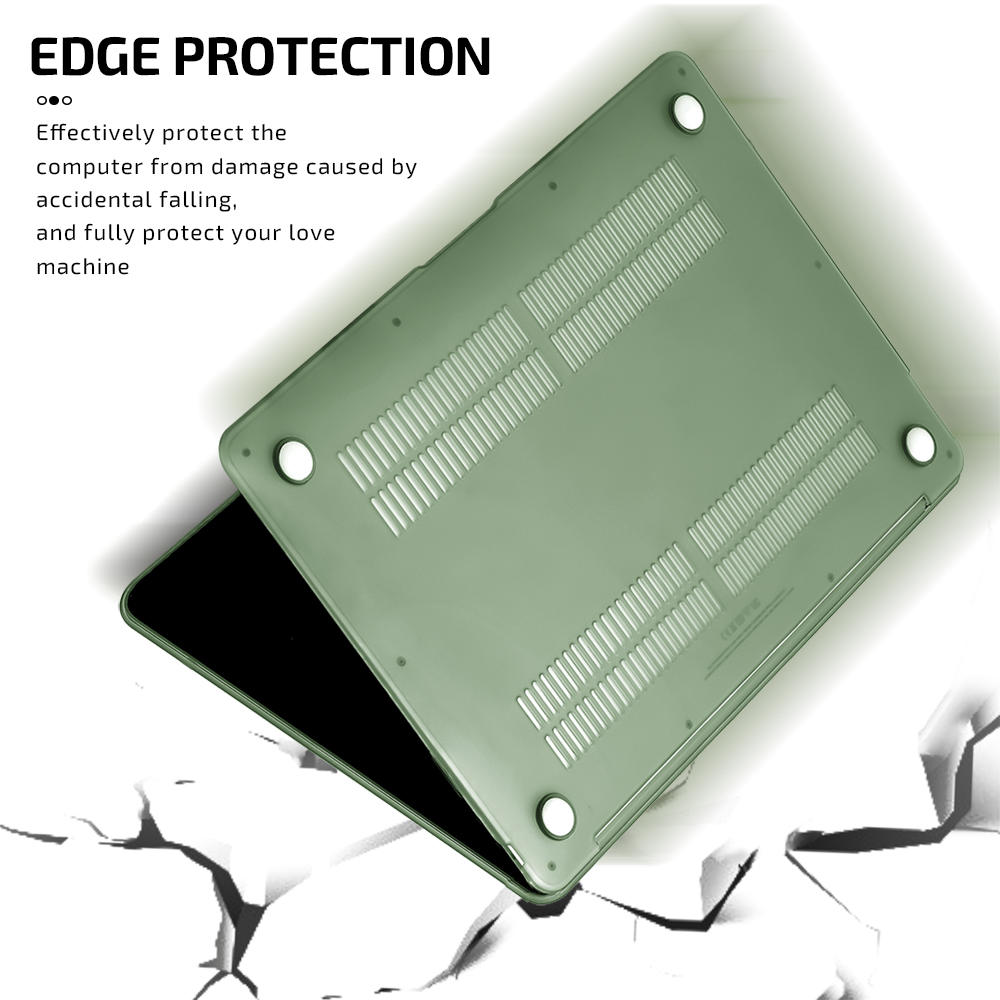 EDGE PROTECTION
Effectively protect the
computer from damage caused by
accidental falling,
and fully protect your love
machine